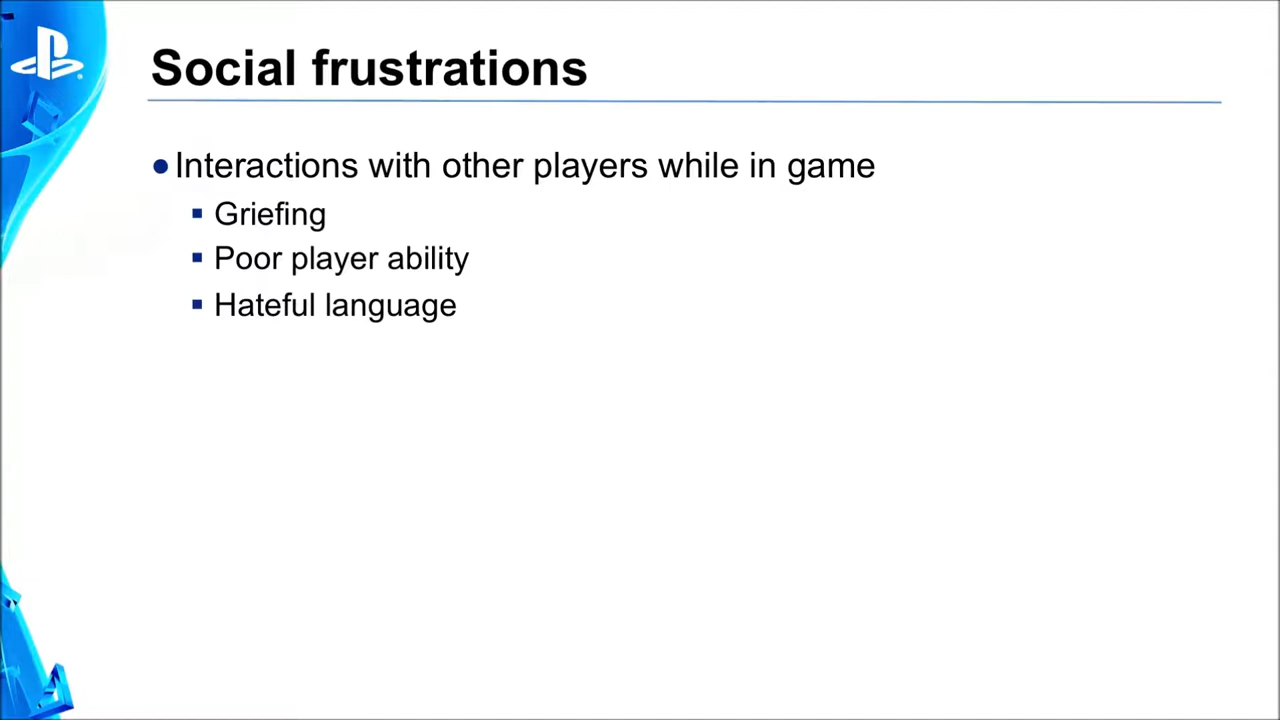 Social frustrations
● Interactions with other players while in game
▪ Griefing
▪ Poor player ability
▪ Hateful language